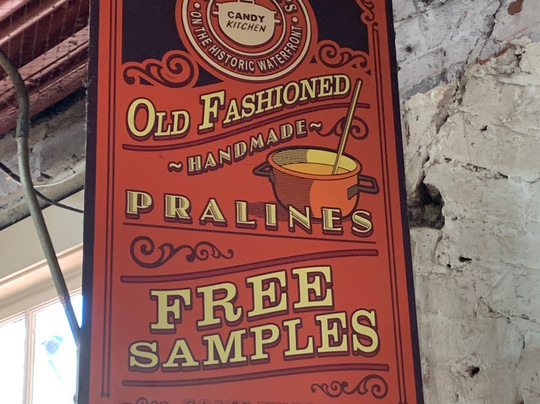 CANDY
KITCHEN
• ON THE HISTORIC WATERFRONT
OLD FASHIONED
~HANDMADE~
PRALINES
FREE
SAMPLES